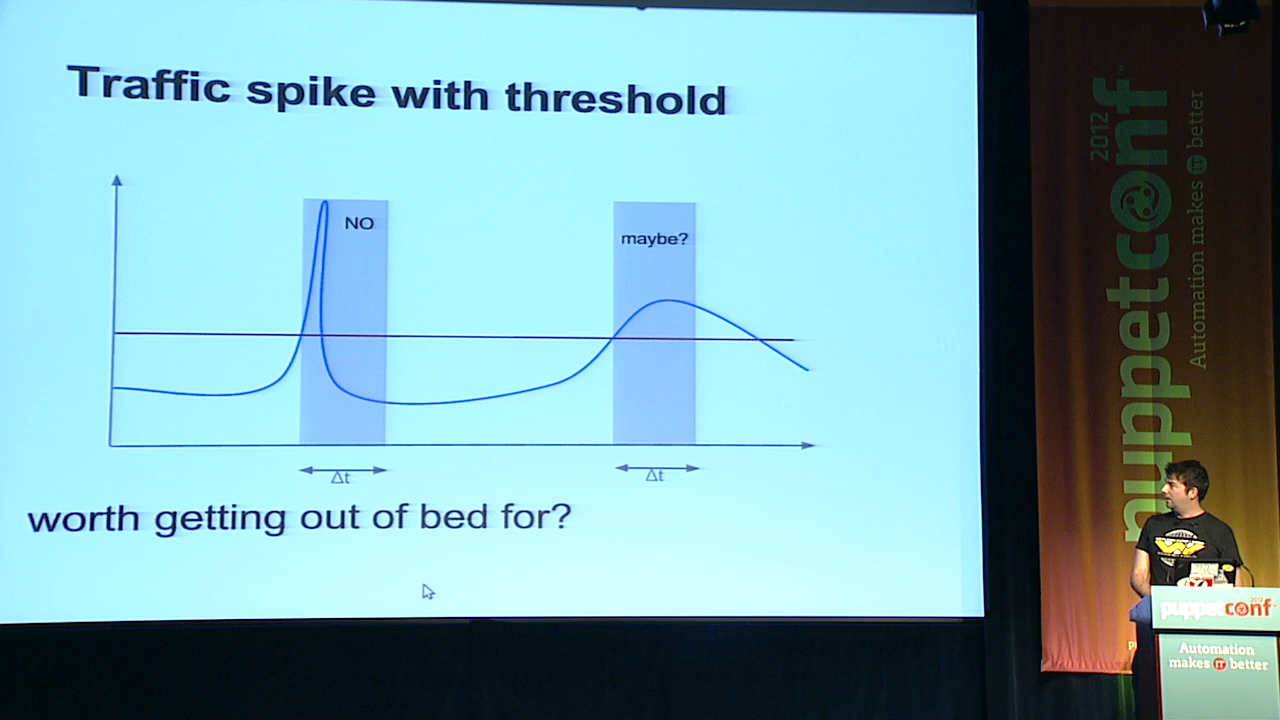 Traffic spike with threshold
NO
maybe?
Δt
Δt
worth getting out of bed for?
puppetconf 2012
Automation makes IT better
puppetconf
Automation
makes IT better